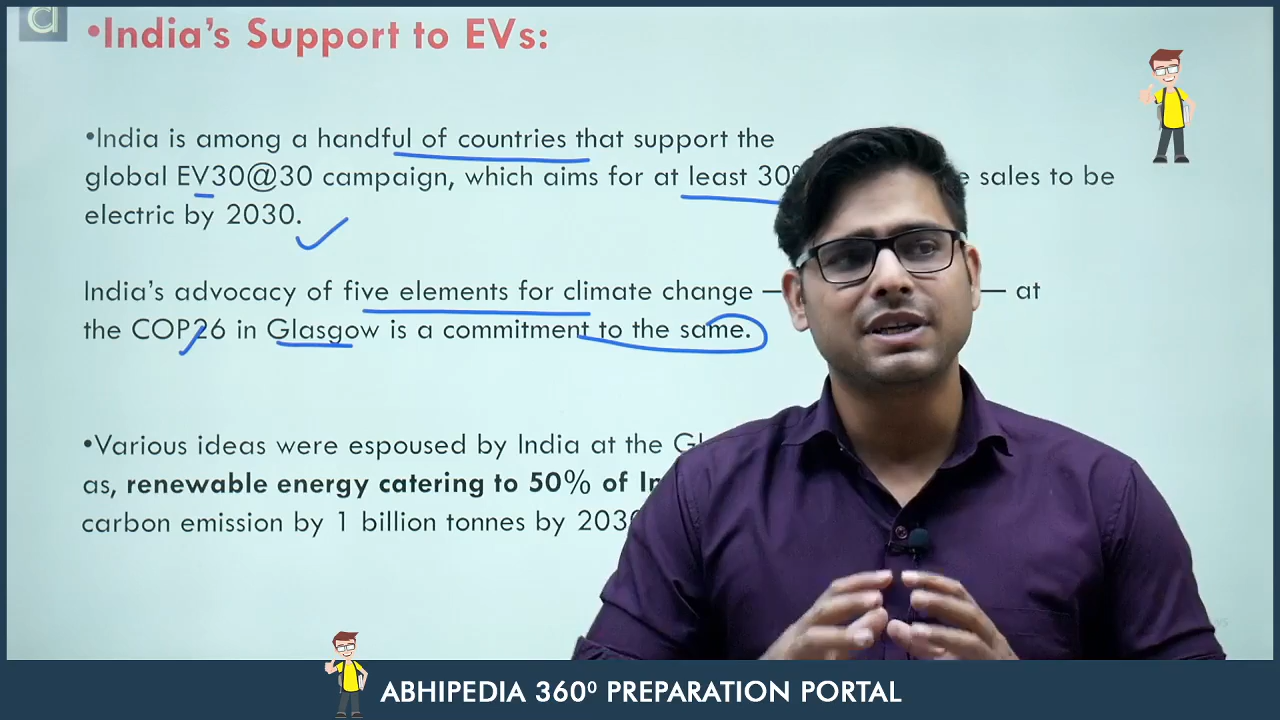 •India's Support to EVs:
•India is among a handful of countries that support the
global EV30@30 campaign, which aims for at least 30 sales to be
electric by 2030.
India's advocacy of five elements for climate change — — at
the COP26 in Glasgow is a commitment to the same.
•Various ideas were espoused by India at the
as, renewable energy catering to 50% of
carbon emission by 1 billion tonnes by
ABHIPEDIA 360⁰ PREPARATION PORTAL